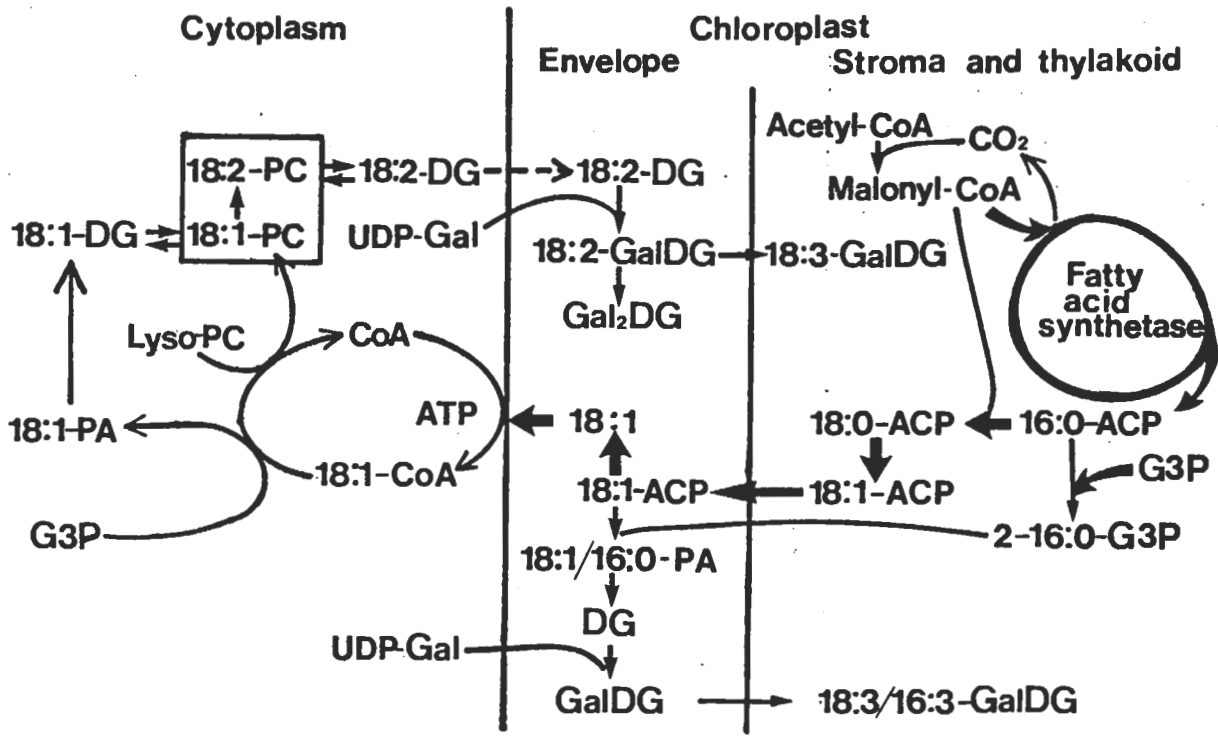 Cytoplasm
Chloroplast
Envelope
Stroma and thylakoid
Acetyl-CoA
CO₂
18:2-PC
18:2-DG
18:2-DG
Malonyl-CoA
18:1-DG
18:1-PC
UDP-Gal
18:2-GalDG
18:3-GalDG
Fatty
acid
synthetase
Gal₂DG
Lyso-PC
CoA
ATP
18:1
18:0-ACP
16:0-ACP
18:1-PA
18:1-CoA
18:1-ACP
18:1-ACP
G3P
G3P
2-16:0-G3P
18:1/16:0-PA
DG
UDP-Gal
GalDG
18:3/16:3-GalDG